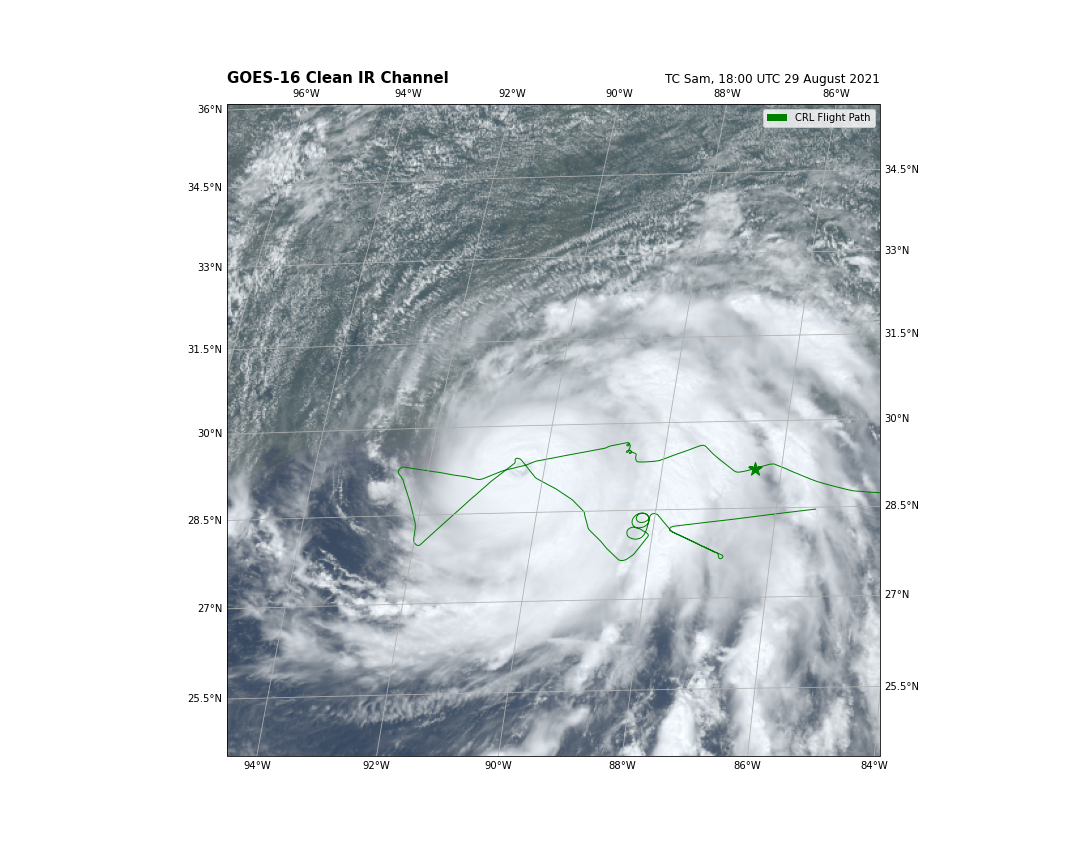 GOES-16 Clean IR Channel
TC Sam, 18:00 UTC 29 August 2021
96°W 94°W 92°W 90°W 88°W 86°W
CRL Flight Path
36°N
34.5°N
34.5°N
33°N
33°N
31.5°N
31.5°N
30°N
30°N
28.5°N
28.5°N
27°N
27°N
25.5°N
25.5°N
94°W 92°W 90°W 88°W 86°W 84°W